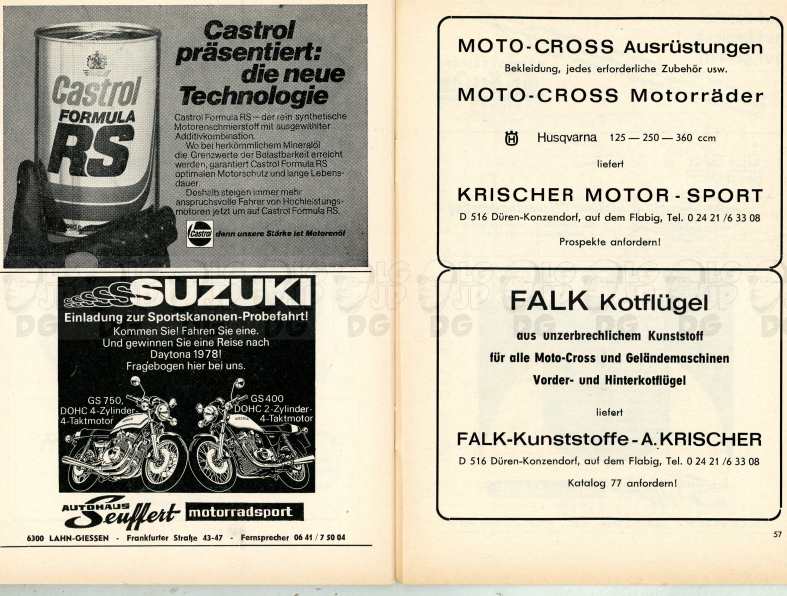 Castrol
präsentiert:
die neue
Technologie
Castrol
FORMULA
RS
Castrol Formula RS – der rein synthetische
Motorenschmierstoff mit ausgewählter
Additivkombination.
Wo bei herkömmlichem Mineralöl
die Grenzwerte der Belastbarkeit erreicht
werden, garantiert Castrol Formula RS
optimalen Motorschutz und lange Lebens-
dauer.
Deshalb steigen immer mehr
anspruchsvolle Fahrer von Hochleistungs-
motoren jetzt um auf Castrol Formula RS.
Castrol denn unsere Stärke ist Motorenöl
SUZUKI
Einladung zur Sportskanonen-Probefahrt!
Kommen Sie! Fahren Sie eine.
Und gewinnen Sie eine Reise nach
Daytona 1978!
Fragebogen hier bei uns.
GS 750,
DOHC 4-Zylinder-
4-Taktmotor
GS 400
DOHC 2-Zylinder-
4-Taktmotor
AUTOHAUS
Seuffert motorradsport
6300 LAHN-GIESSEN - Frankfurter Straße 43-47 - Fernsprecher 06 41 / 7 50 04
MOTO-CROSS Ausrüstungen
Bekleidung, jedes erforderliche Zubehör usw.
MOTO-CROSS Motorräder
Husqvarna 125 — 250 — 360 ccm
liefert
KRISCHER MOTOR - SPORT
D 516 Düren-Konzendorf, auf dem Flabig, Tel. 0 24 21 /6 33 08
Prospekte anfordern!
FALK Kotflügel
aus unzerbrechlichem Kunststoff
für alle Moto-Cross und Geländemaschinen
Vorder- und Hinterkotflügel
liefert
FALK-Kunststoffe - A. KRISCHER
D 516 Düren-Konzendorf, auf dem Flabig, Tel. 0 24 21 /6 33 08
Katalog 77 anfordern!
57